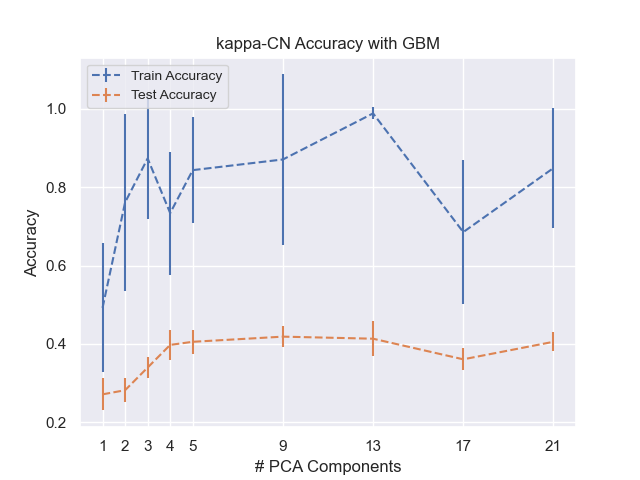 kappa-CN Accuracy with GBM
Train Accuracy
Test Accuracy
1.0
0.8
0.6
0.4
0.2
Accuracy
1 2 3 4 5 9 13 17 21
# PCA Components